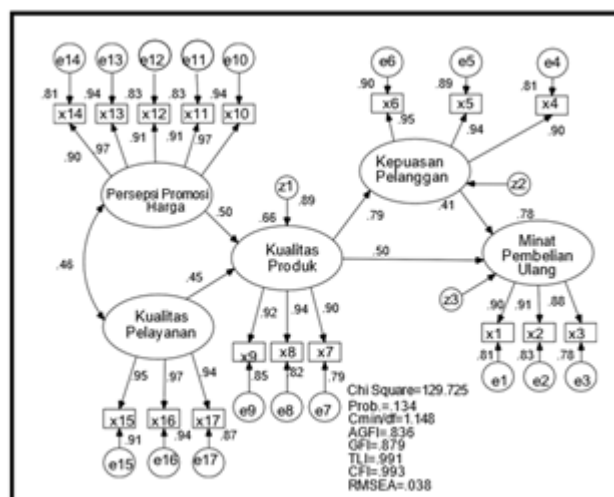 e14 e13 e12 e11 e10
.81 .94 .83 .83 .94
x14 x13 x12 x11 x10
.90 .97 .91 .91 .97
Persepsi Promosi
Harga
.50
.46
.45
Kualitas
Pelayanan
.95 .97 .94
x15 x16 x17
.91 .94 .87
e15 e16 e17
z1
.89
.66
Kualitas
Produk
.92 .94 .90
x9 x8 x7
.85 .82 .79
e9 e8 e7
e6 e5 e4
.90 .89 .81
x6 x5 x4
.95 .94 .90
Kepuasan
Pelanggan
z2
.79 .41
.50
.78
Minat
Pembelian
Ulang
z3
.90 .91 .88
x1 x2 x3
.81 .83 .78
e1 e2 e3
Chi Square=129.725
Prob.=.134
Cmin/df=1.148
AGFI=.836
GFI=.879
TLI=.991
CFI=.993
RMSEA=.038